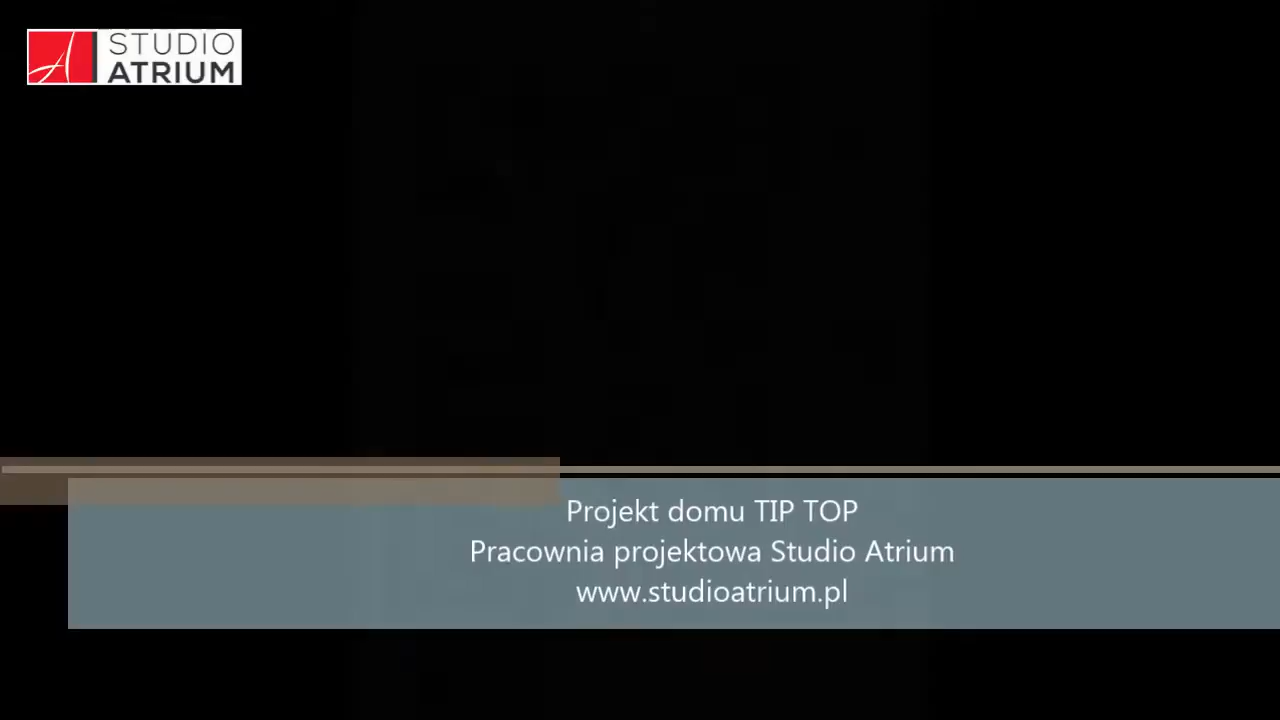 STUDIO
ATRIUM
Projekt domu TIP TOP
Pracownia projektowa Studio Atrium
www.studioatrium.pl